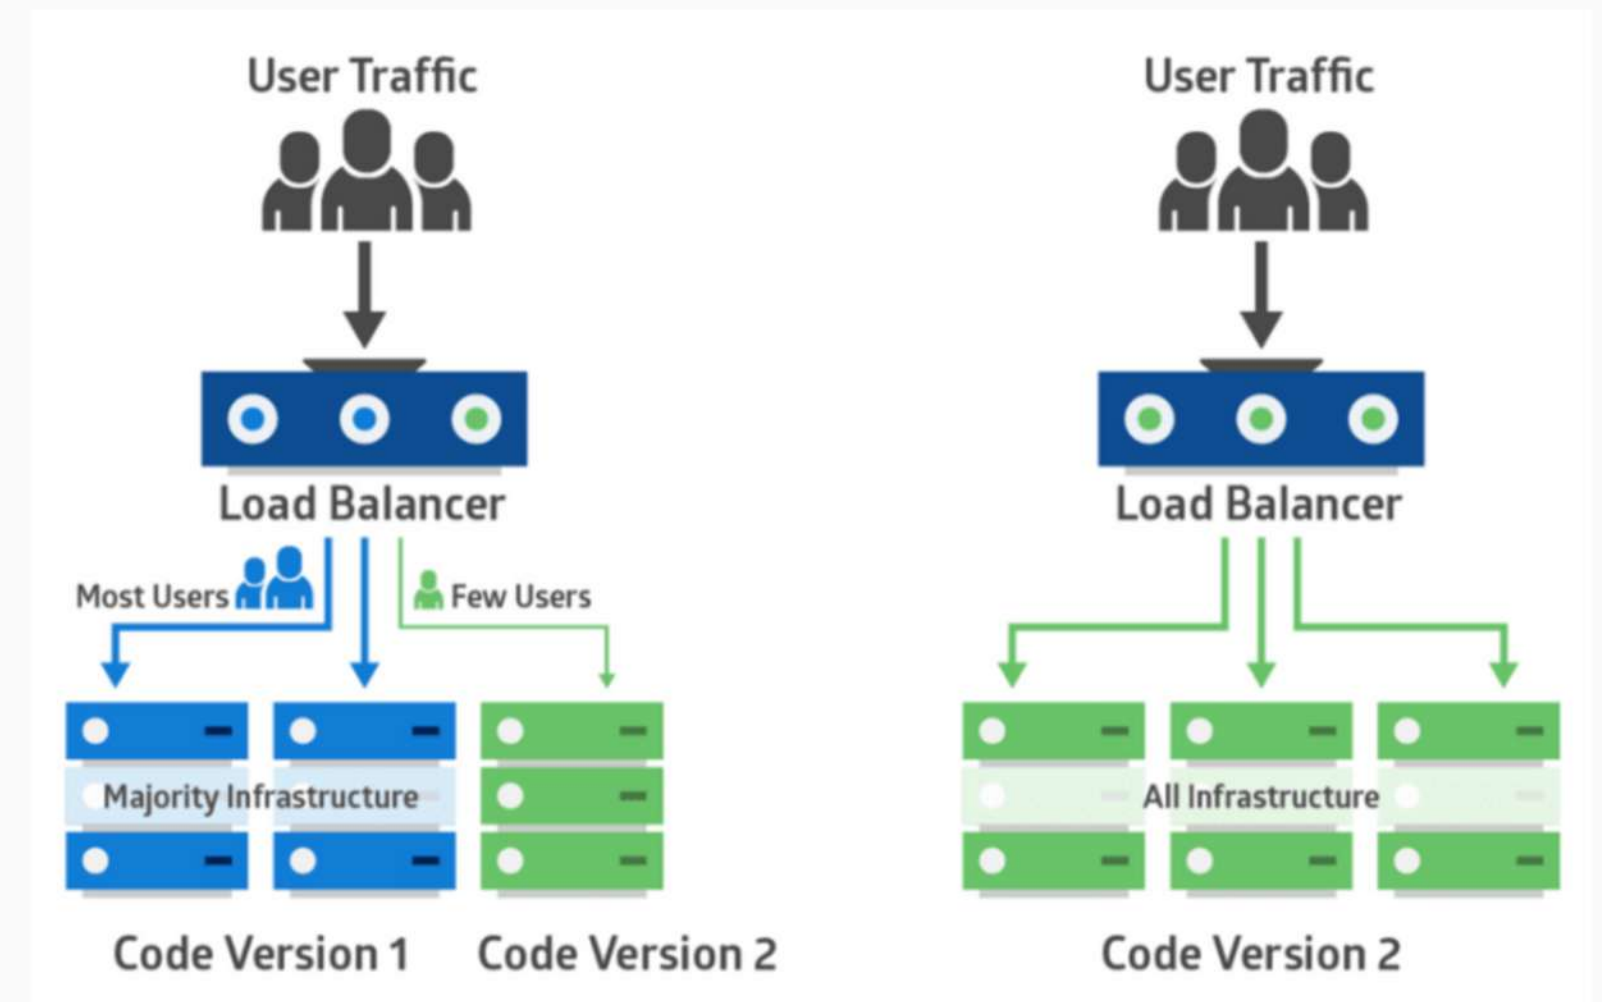 User Traffic
Load Balancer
Most Users
Few Users
Majority Infrastructure
Code Version 1
Code Version 2
User Traffic
Load Balancer
All Infrastructure
Code Version 2